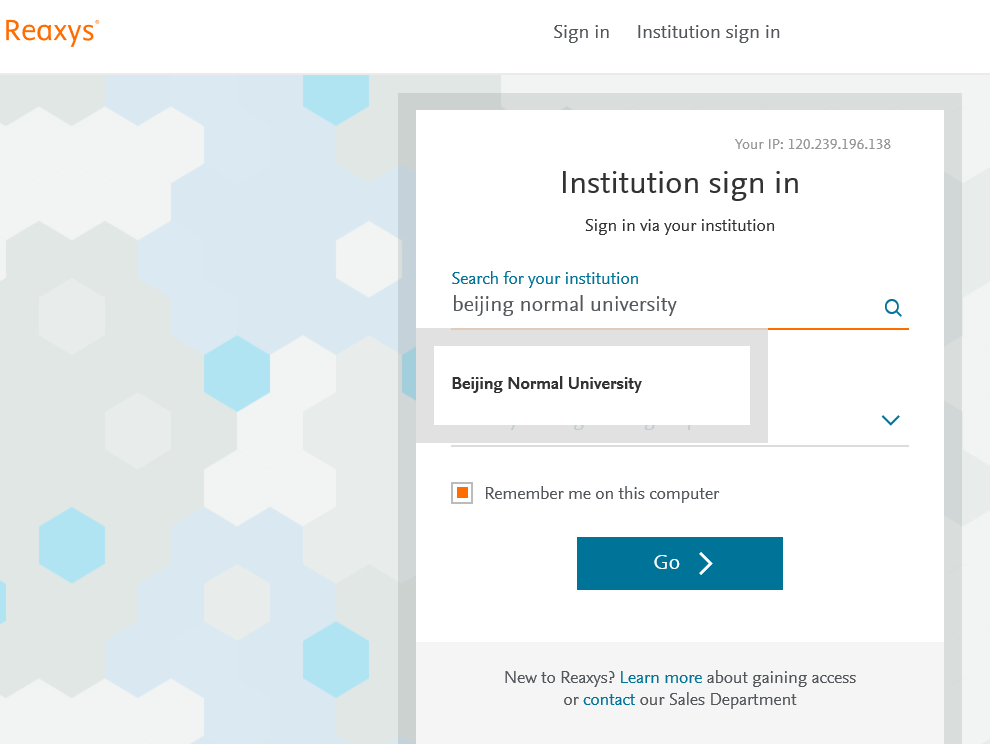 Reaxys®
Sign in
Institution sign in
Your IP: 120.239.196.138
Institution sign in
Sign in via your institution
Search for your institution
beijing normal university
Beijing Normal University
Remember me on this computer
Go
New to Reaxys? Learn more about gaining access
or contact our Sales Department